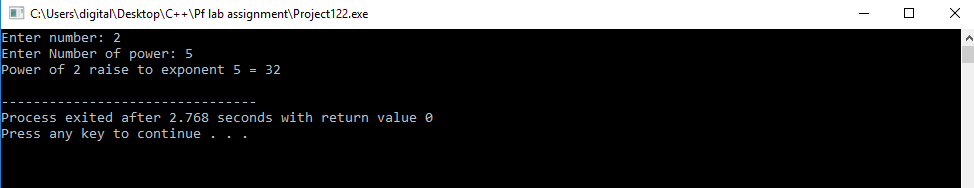 C:\Users\digital\Desktop\C++\Pf lab assignment\Project122.exe
Enter number: 2
Enter Number of power: 5
Power of 2 raise to exponent 5 = 32
--------------------------------
Process exited after 2.768 seconds with return value 0
Press any key to continue . . .